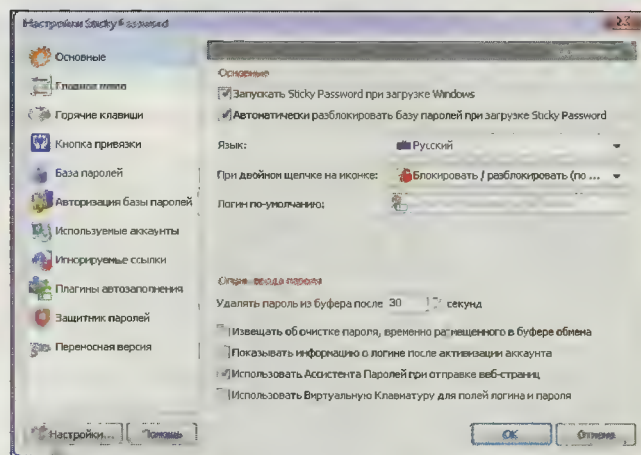 Настройки Sticky Password
Основные
Главное меню
Горячие клавиши
Кнопка привязки
База паролей
Авторизация базы паролей
Используемые аккаунты
Игнорируемые ссылки
Плагины автозаполнения
Защитник паролей
Переносная версия
Настройки...
Помощь
Основные
Запускать Sticky Password при загрузке Windows
Автоматически разблокировать базу паролей при загрузке Sticky Password
Язык: Русский
При двойном щелчке на иконке: Блокировать / разблокировать (по ...
Логин по-умолчанию:
Опции ввода пароля
Удалять пароль из буфера после 30 секунд
Извещать об очистке пароля, временно размещенного в буфере обмена
Показывать информацию о логине после активизации аккаунта
Использовать Ассистента Паролей при отправке веб-страниц
Использовать Виртуальную Клавиатуру для полей логина и пароля
OK
Отмена